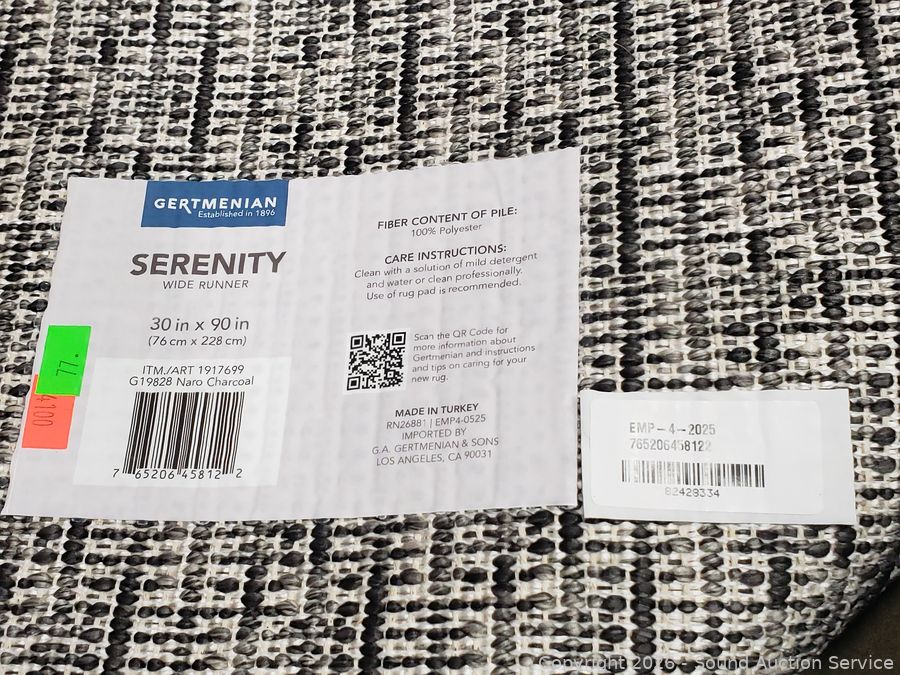 GERTMENIAN
Established in 1896
SERENITY
WIDE RUNNER
30 in x 90 in
(76 cm x 228 cm)
ITM./ART 1917699
G19828 Naro Charcoal
7 65206 45812 2
77.
4100
FIBER CONTENT OF PILE:
100% Polyester
CARE INSTRUCTIONS:
Clean with a solution of mild detergent
and water or clean professionally.
Use of rug pad is recommended.
Scan the QR Code for
more information about
Gertmenian and instructions
and tips on caring for your
new rug.
MADE IN TURKEY
RN26881 | EMP4-0525
IMPORTED BY
G.A. GERTMENIAN & SONS
LOS ANGELES, CA 90031
EMP-4-2025
765206458122
82428334
Copyright 2026 - Sound Auction Service